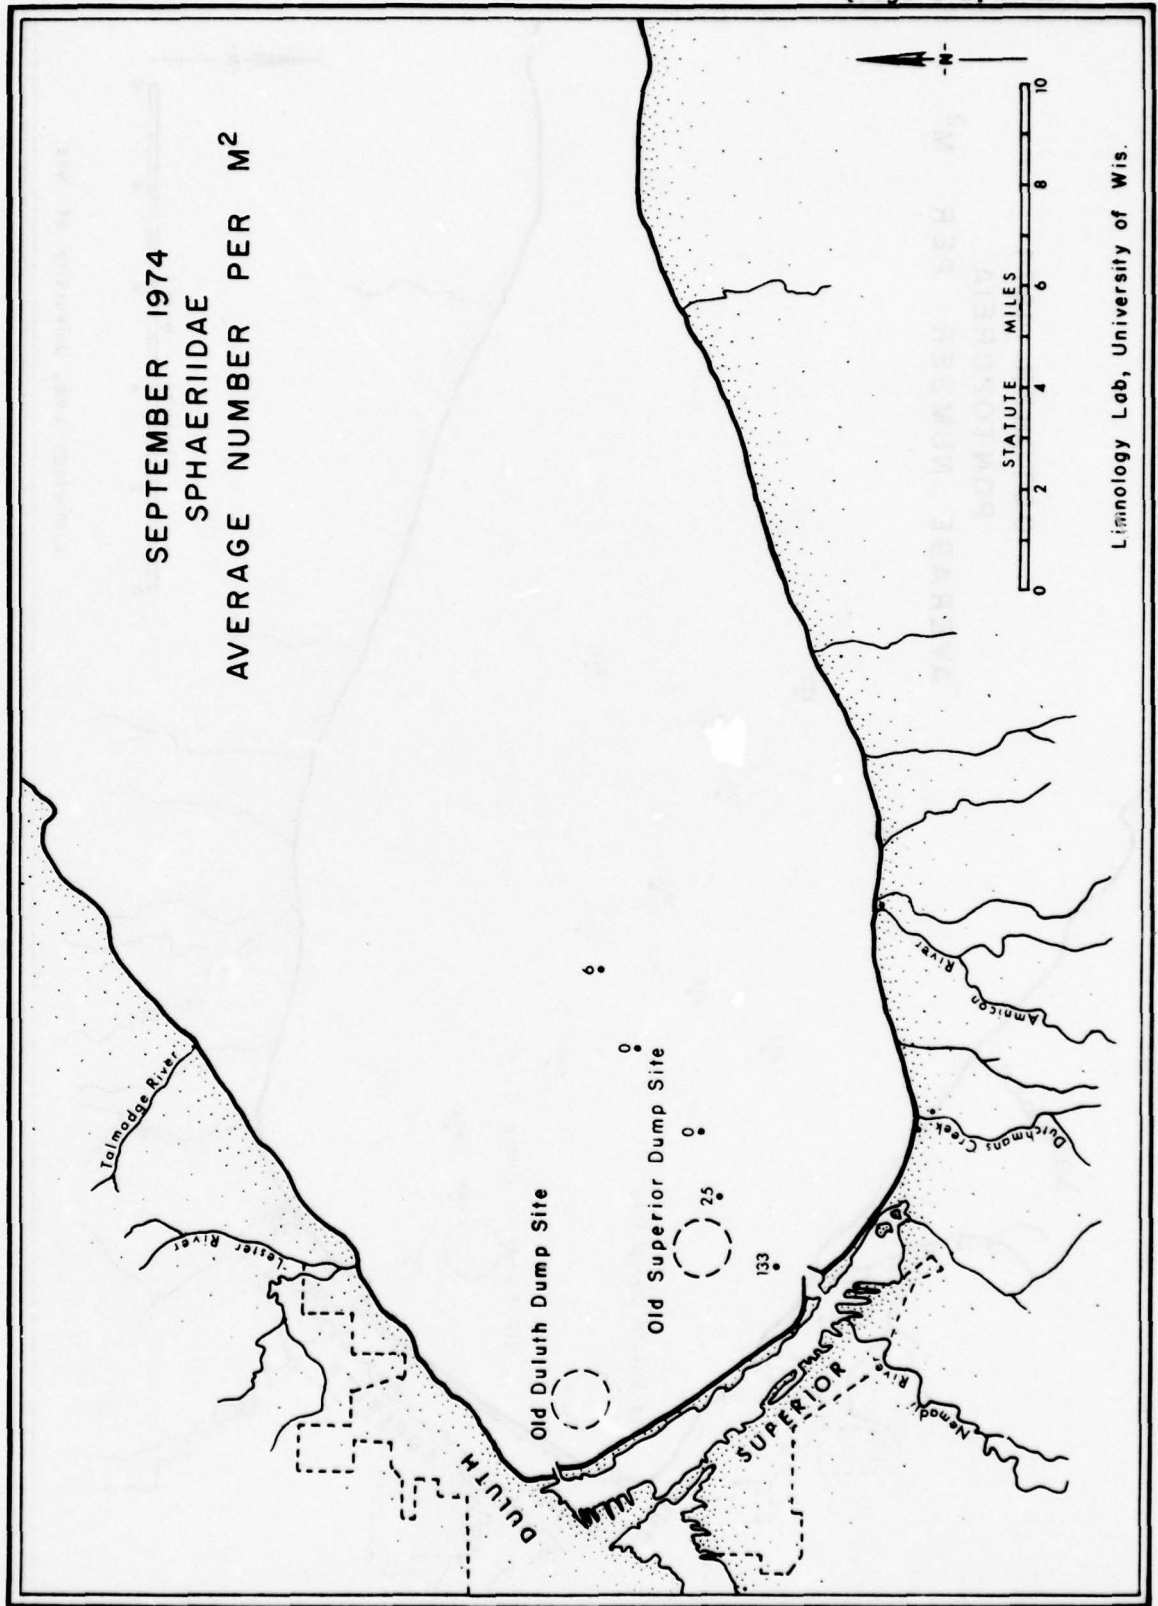 SEPTEMBER 1974
SPHAERIIDAE
AVERAGE NUMBER PER M²
Talmadge River
Lester River
DULUTH
Old Duluth Dump Site
Old Superior Dump Site
6
0
0
25
133
SUPERIOR
Nemadji River
Dutchmans Creek
Amnicon River
-N-
STATUTE MILES
0 2 4 6 8 10
Limnology Lab, University of Wis.